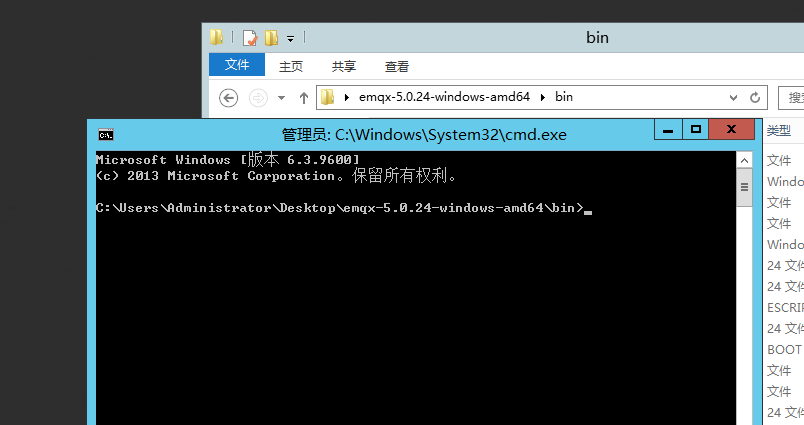 bin
文件 主页 共享 查看
emqx-5.0.24-windows-amd64 bin 搜索
管理员: C:\Windows\System32\cmd.exe
类型
Microsoft Windows [版本 6.3.9600]
(c) 2013 Microsoft Corporation。保留所有权利。
C:\Users\Administrator\Desktop\emqx-5.0.24-windows-amd64\bin>
文件
Windo
文件
文件
Windo
24 文件
24 文件
ESCRIP
24 文件
BOOT
文件
文件
24 文件